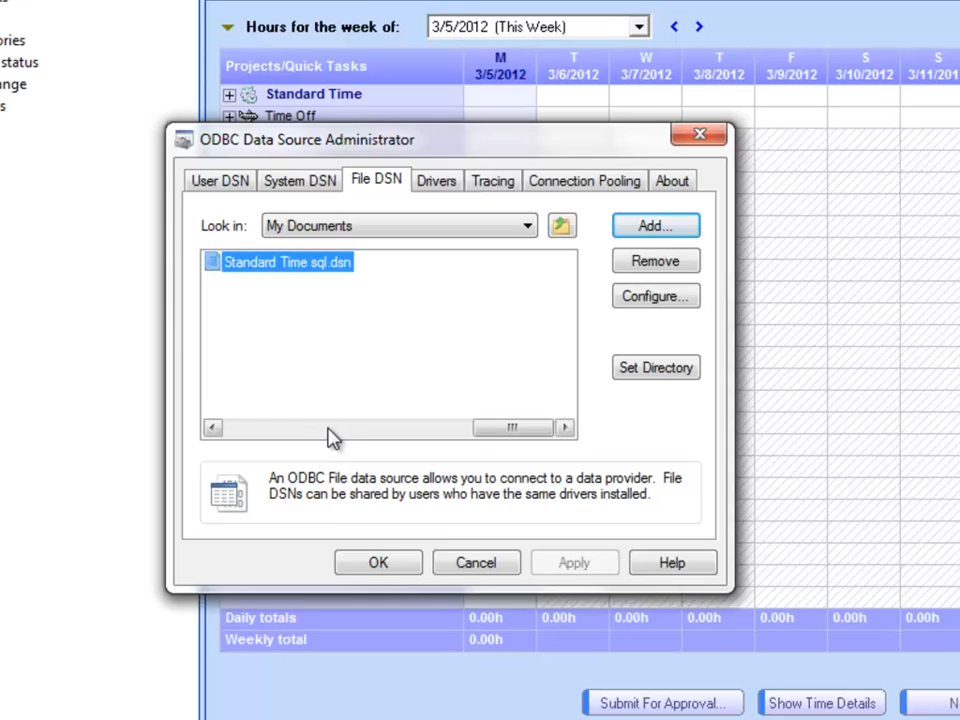 ories
status
ange
s
Hours for the week of:
3/5/2012 (This Week)
Projects/Quick Tasks
M
3/5/2012
T
3/6/2012
W
3/7/2012
T
3/8/2012
F
3/9/2012
S
3/10/2012
S
3/11/201
Standard Time
Time Off
ODBC Data Source Administrator
User DSN
System DSN
File DSN
Drivers
Tracing
Connection Pooling
About
Look in:
My Documents
Add...
Standard Time sql.dsn
Remove
Configure...
Set Directory
An ODBC File data source allows you to connect to a data provider. File
DSNs can be shared by users who have the same drivers installed.
OK
Cancel
Apply
Help
Daily totals
0.00h
0.00h
0.00h
0.00h
0.00h
0.00h
0.00h
Weekly total
0.00h
Submit For Approval...
Show Time Details
N